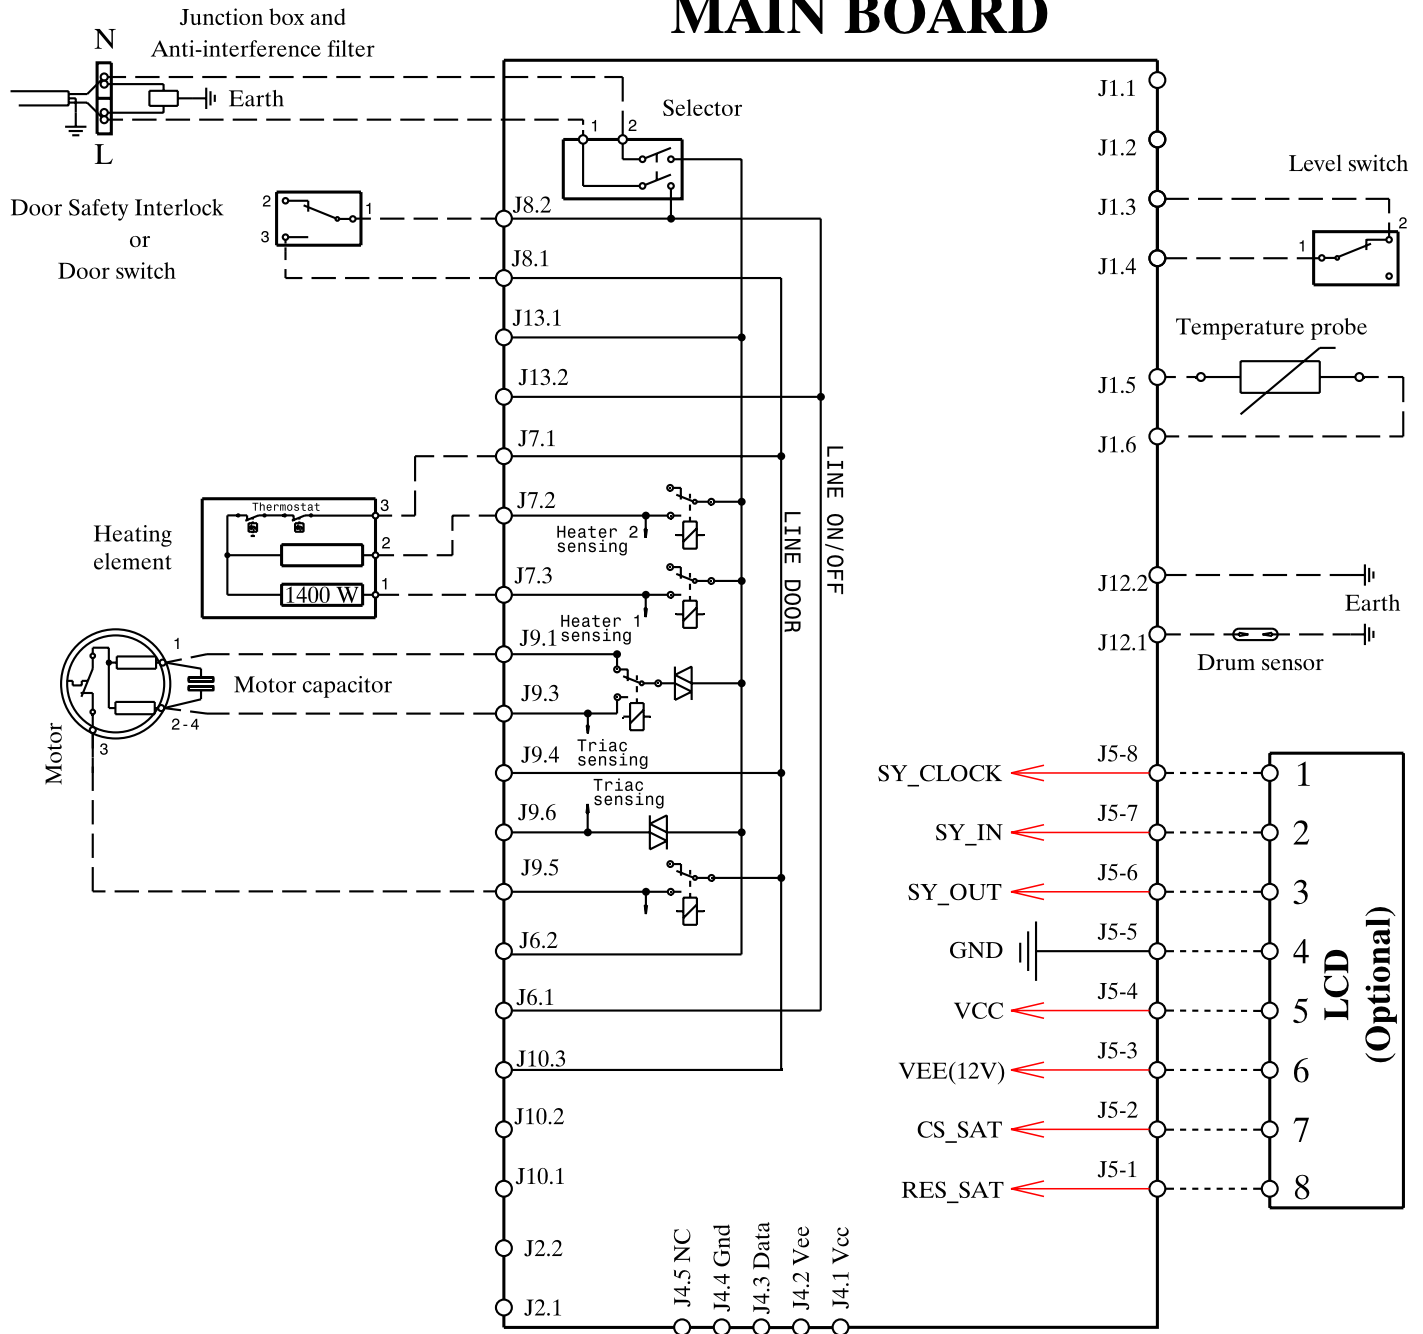 MAIN BOARD
Junction box and
Anti-interference filter
N
Earth
L
Selector
1
2
J1.1
J1.2
Level switch
Door Safety Interlock
or
Door switch
2
1
3
J8.2
J8.1
J1.3
J1.4
2
1
J13.1
J13.2
Temperature probe
J1.5
J1.6
J7.1
J7.2
J7.3
LINE ON/OFF
LINE DOOR
Heating
element
Thermostat
3
2
1
1400 W
Heater 2
sensing
Heater 1
sensing
J12.2
Earth
J12.1
Drum sensor
J9.1
J9.3
Motor capacitor
Motor
1
2-4
3
Triac
sensing
J9.4
Triac
sensing
J9.6
J9.5
J6.2
J6.1
J10.3
J10.2
J10.1
J2.2
J2.1
SY_CLOCK
J5-8
1
SY_IN
J5-7
2
SY_OUT
J5-6
3
GND
J5-5
4
VCC
J5-4
5
VEE(12V)
J5-3
6
CS_SAT
J5-2
7
RES_SAT
J5-1
8
LCD
(Optional)
J4.5 NC
J4.4 Gnd
J4.3 Data
J4.2 Vee
J4.1 Vcc